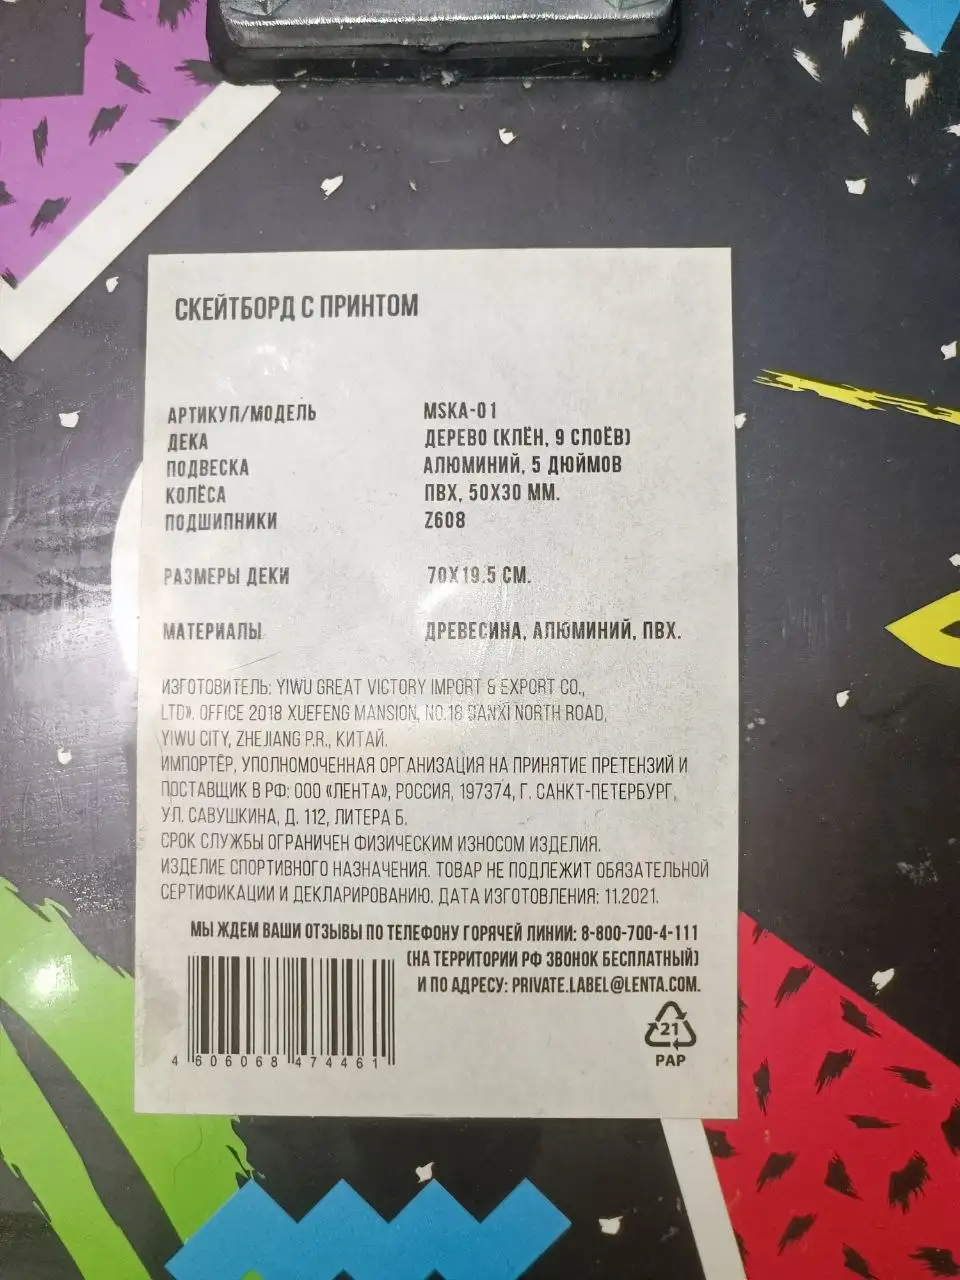 СКЕЙТБОРД С ПРИНТОМ
АРТИКУЛ/МОДЕЛЬ MSKA-01
ДЕКА ДЕРЕВО (КЛЁН, 9 СЛОЁВ)
ПОДВЕСКА АЛЮМИНИЙ, 5 ДЮЙМОВ
КОЛЁСА ПВХ, 50X30 ММ.
ПОДШИПНИКИ Z608
РАЗМЕРЫ ДЕКИ 70X19.5 СМ.
МАТЕРИАЛЫ ДРЕВЕСИНА, АЛЮМИНИЙ, ПВХ.
ИЗГОТОВИТЕЛЬ: YIWU GREAT VICTORY IMPORT & EXPORT CO.,
LTD». OFFICE 2018 XUEFENG MANSION, NO.18 DANXI NORTH ROAD,
YIWU CITY, ZHEJIANG P.R., КИТАЙ.
ИМПОРТЁР, УПОЛНОМОЧЕННАЯ ОРГАНИЗАЦИЯ НА ПРИНЯТИЕ ПРЕТЕНЗИЙ И
ПОСТАВЩИК В РФ: ООО «ЛЕНТА», РОССИЯ, 197374, Г. САНКТ-ПЕТЕРБУРГ,
УЛ. САВУШКИНА, Д. 112, ЛИТЕРА Б.
СРОК СЛУЖБЫ ОГРАНИЧЕН ФИЗИЧЕСКИМ ИЗНОСОМ ИЗДЕЛИЯ.
ИЗДЕЛИЕ СПОРТИВНОГО НАЗНАЧЕНИЯ. ТОВАР НЕ ПОДЛЕЖИТ ОБЯЗАТЕЛЬНОЙ
СЕРТИФИКАЦИИ И ДЕКЛАРИРОВАНИЮ. ДАТА ИЗГОТОВЛЕНИЯ: 11.2021.
МЫ ЖДЕМ ВАШИ ОТЗЫВЫ ПО ТЕЛЕФОНУ ГОРЯЧЕЙ ЛИНИИ: 8-800-700-4-111
(НА ТЕРРИТОРИИ РФ ЗВОНОК БЕСПЛАТНЫЙ)
И ПО АДРЕСУ: PRIVATE.LABEL@LENTA.COM.
4 606068 474461
21
PAP